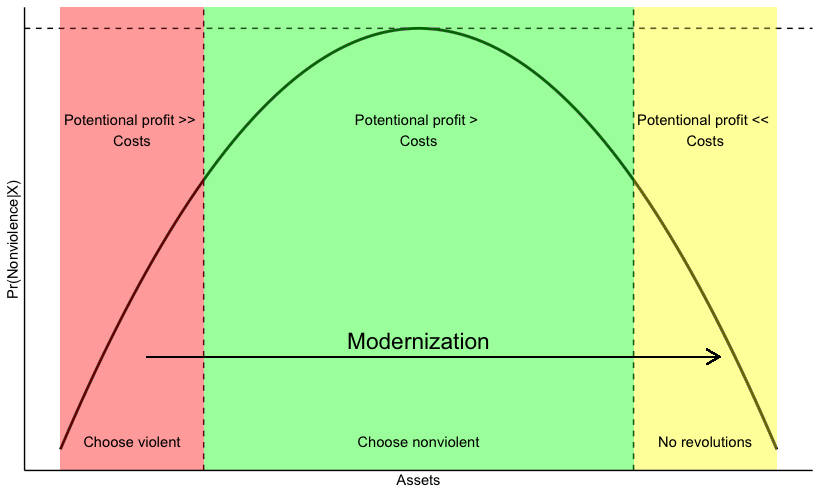 Potentional profit >>
Costs
Potentional profit >
Costs
Potentional profit <<
Costs
Pr(Nonviolence|X)
Modernization
Choose violent
Choose nonviolent
No revolutions
Assets